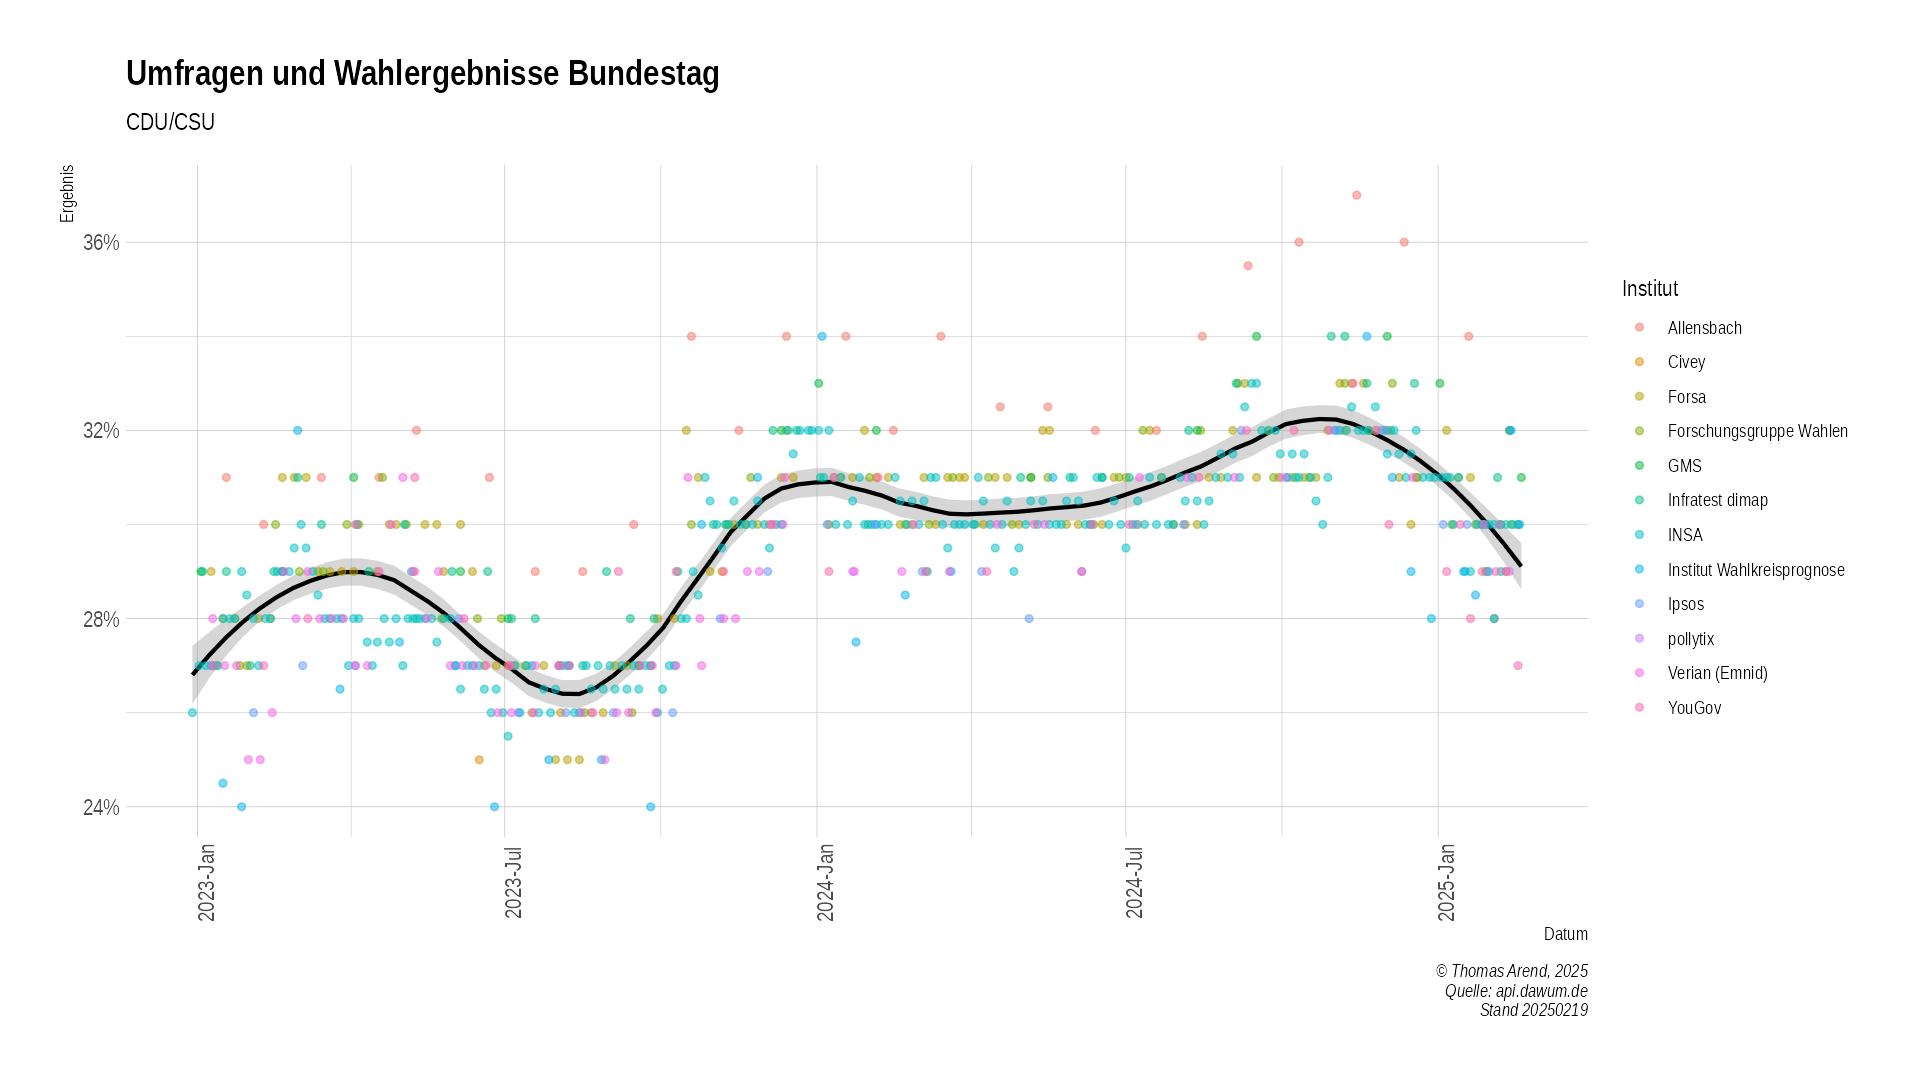 Umfragen und Wahlergebnisse Bundestag
CDU/CSU
Ergebnis
36%
32%
28%
24%
2023-Jan
2023-Jul
2024-Jan
2024-Jul
2025-Jan
Datum
Institut
Allensbach
Civey
Forsa
Forschungsgruppe Wahlen
GMS
Infratest dimap
INSA
Institut Wahlkreisprognose
Ipsos
pollytix
Verian (Emnid)
YouGov
© Thomas Arend, 2025
Quelle: api.dawum.de
Stand 20250219